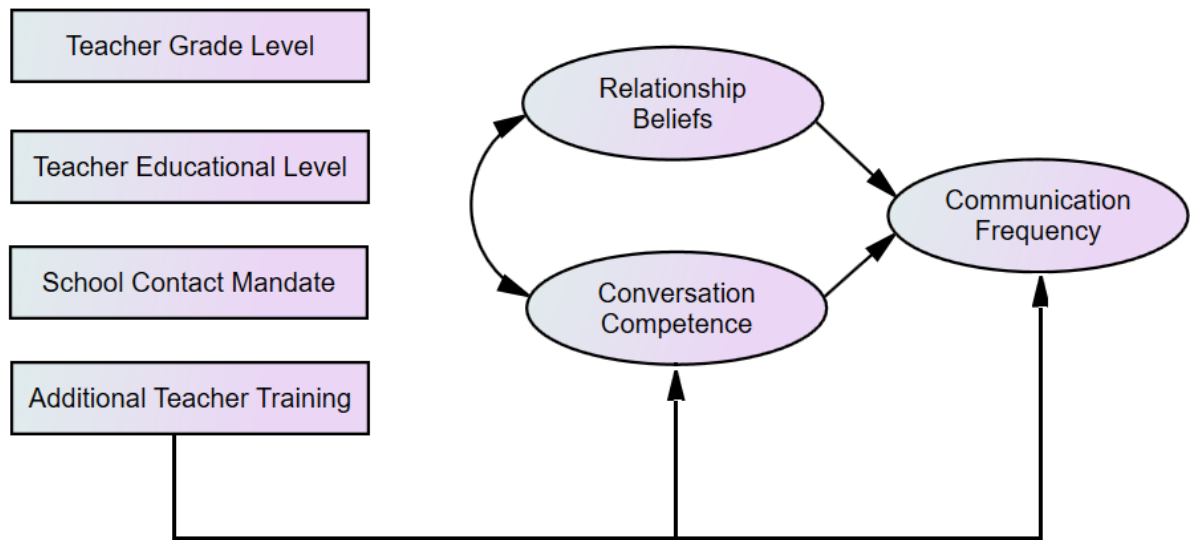 Teacher Grade Level
Teacher Educational Level
School Contact Mandate
Additional Teacher Training
Relationship
Beliefs
Conversation
Competence
Communication
Frequency